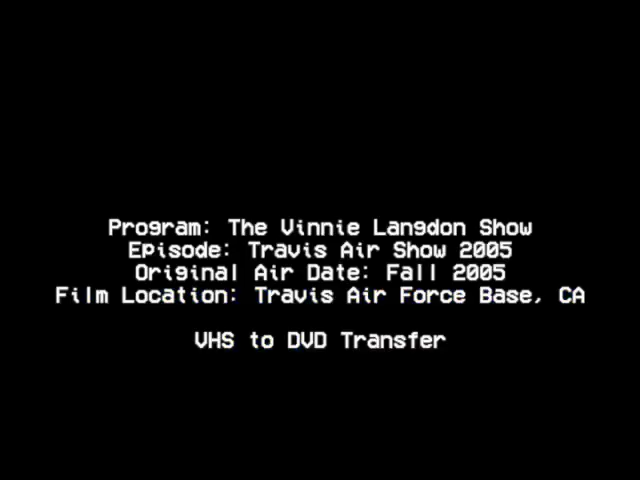 Program: The Vinnie Langdon Show
Episode: Travis Air Show 2005
Original Air Date: Fall 2005
Film Location: Travis Air Force Base, CA
VHS to DVD Transfer